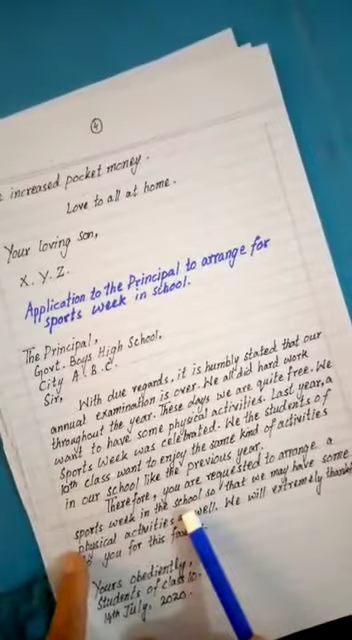 4
increased pocket money.
Love to all at home.
Your loving son,
X. Y. Z.
Application to the Principal to arrange for
sports week in school.
The Principal,
Govt. Boys High School,
City A. B. C.
Sir,
With due regards, it is humbly stated that our
annual examination is over. We all did hard work
throughout the year. These days we are quite free. We
want to have some physical activities. Last year, a
Sports Week was celebrated. We the students of
10th class want to enjoy the same kind of activities
in our school like the previous year.
Therefore, you are requested to arrange a
sports week in the school so that we may have some
physical activities as well. We will extremely
you for this
Yours obediently,
Students of class 10.
14th July, 2020.